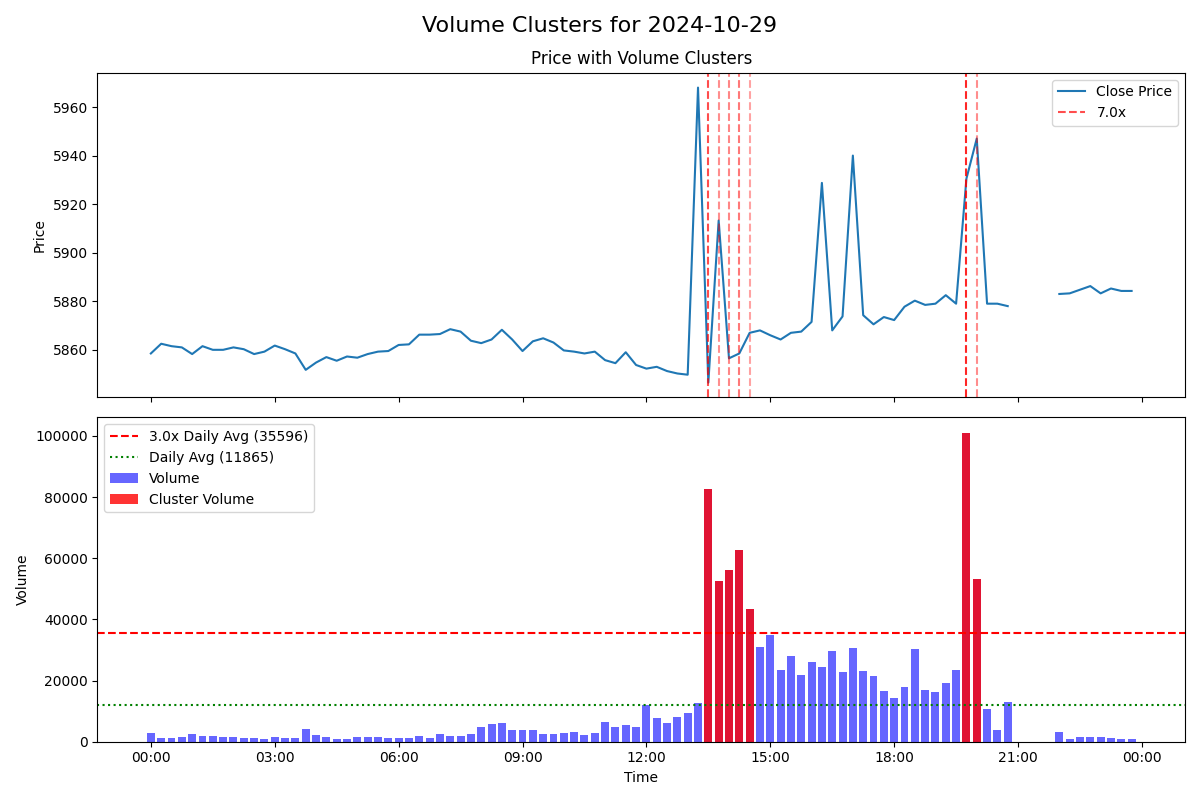 Volume Clusters for 2024-10-29
Price with Volume Clusters
Close Price
7.0x
5960
5940
5920
5900
5880
5860
Price
3.0x Daily Avg (35596)
Daily Avg (11865)
Volume
Cluster Volume
100000
80000
60000
40000
20000
0
Volume
00:00 03:00 06:00 09:00 12:00 15:00 18:00 21:00 00:00
Time